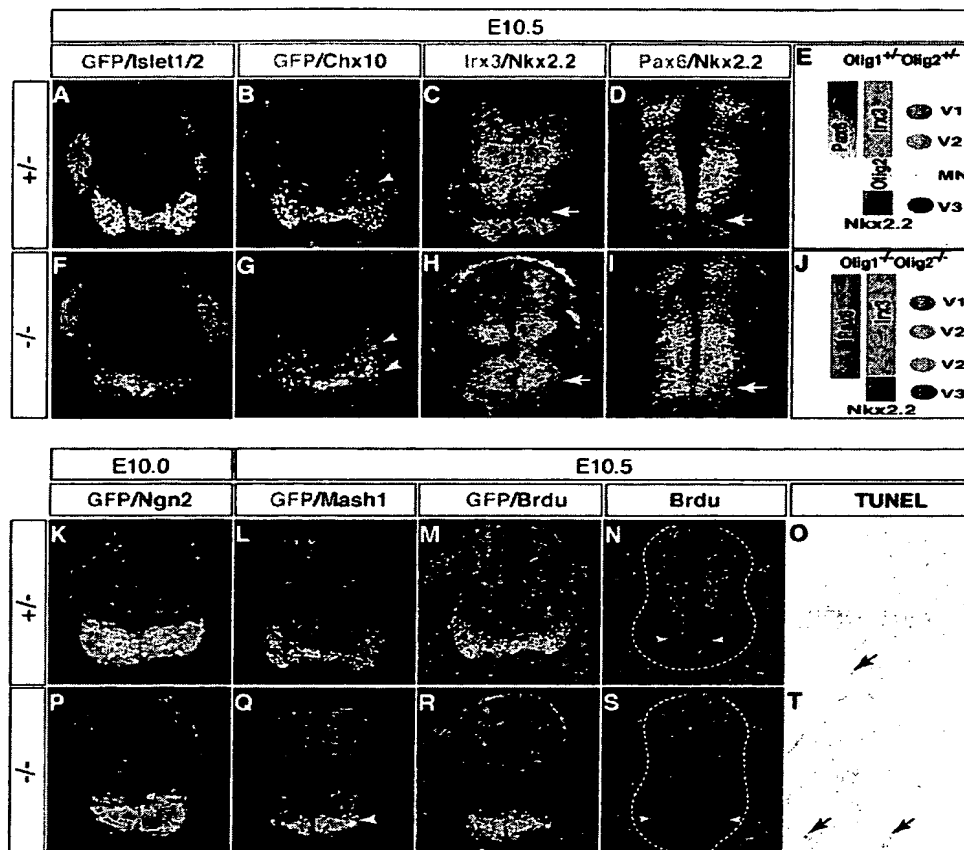 E10.5
GFP/Islet1/2 GFP/Chx10 Irx3/Nkx2.2 Pax6/Nkx2.2
+/-
A B C D E Olig1+/-Olig2+/-
Pax6 Irx3 V1
V2
Olig2 MN
V3
Nkx2.2
-/-
F G H I J Olig1-/-Olig2-/-
Irx3 V1
V2
V2
V3
Nkx2.2
E10.0 E10.5
GFP/Ngn2 GFP/Mash1 GFP/Brdu Brdu TUNEL
+/-
K L M N O
-/-
P Q R S T